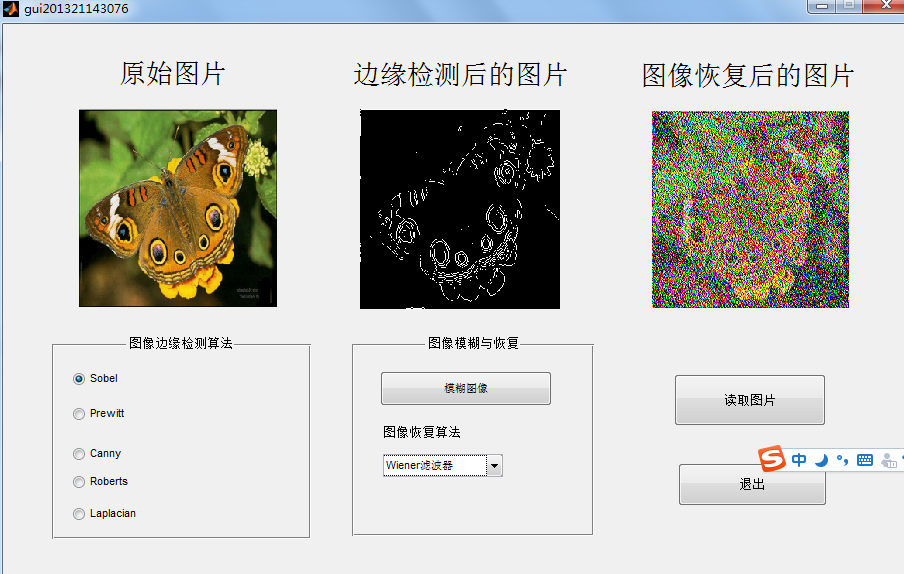 gui201321143076
原始图片
边缘检测后的图片
图像恢复后的图片
图像边缘检测算法
Sobel
Prewitt
Canny
Roberts
Laplacian
图像模糊与恢复
模糊图像
图像恢复算法
Wiener滤波器
读取图片
中
退出